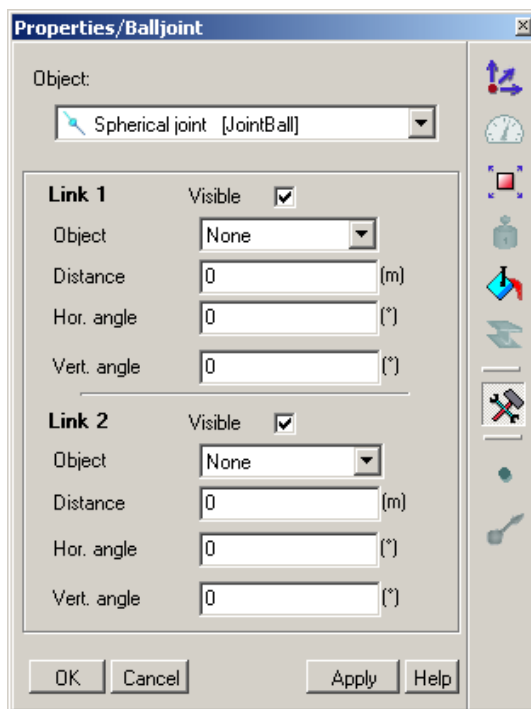 Properties/Balljoint
Object:
Spherical joint [JointBall]
Link 1 Visible
Object None
Distance 0 (m)
Hor. angle 0 (°)
Vert. angle 0 (°)
Link 2 Visible
Object None
Distance 0 (m)
Hor. angle 0 (°)
Vert. angle 0 (°)
OK Cancel Apply Help